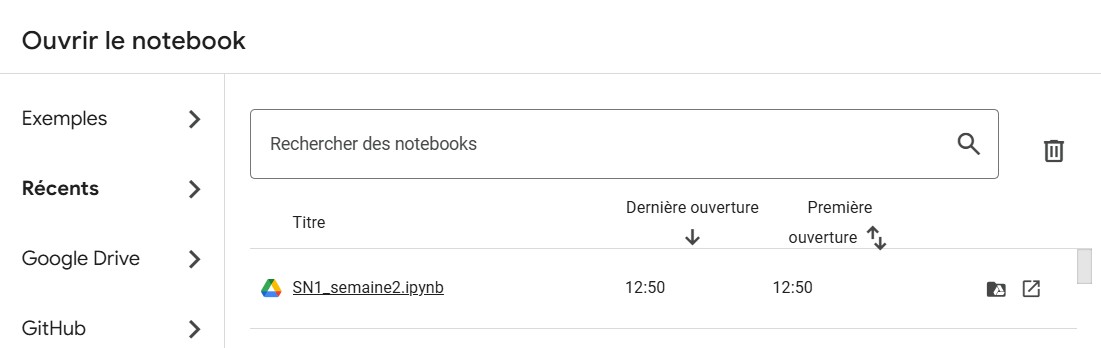 Ouvrir le notebook
Exemples
Récents
Google Drive
GitHub
Rechercher des notebooks
Titre
Dernière ouverture
Première
ouverture
SN1_semaine2.ipynb 12:50 12:50